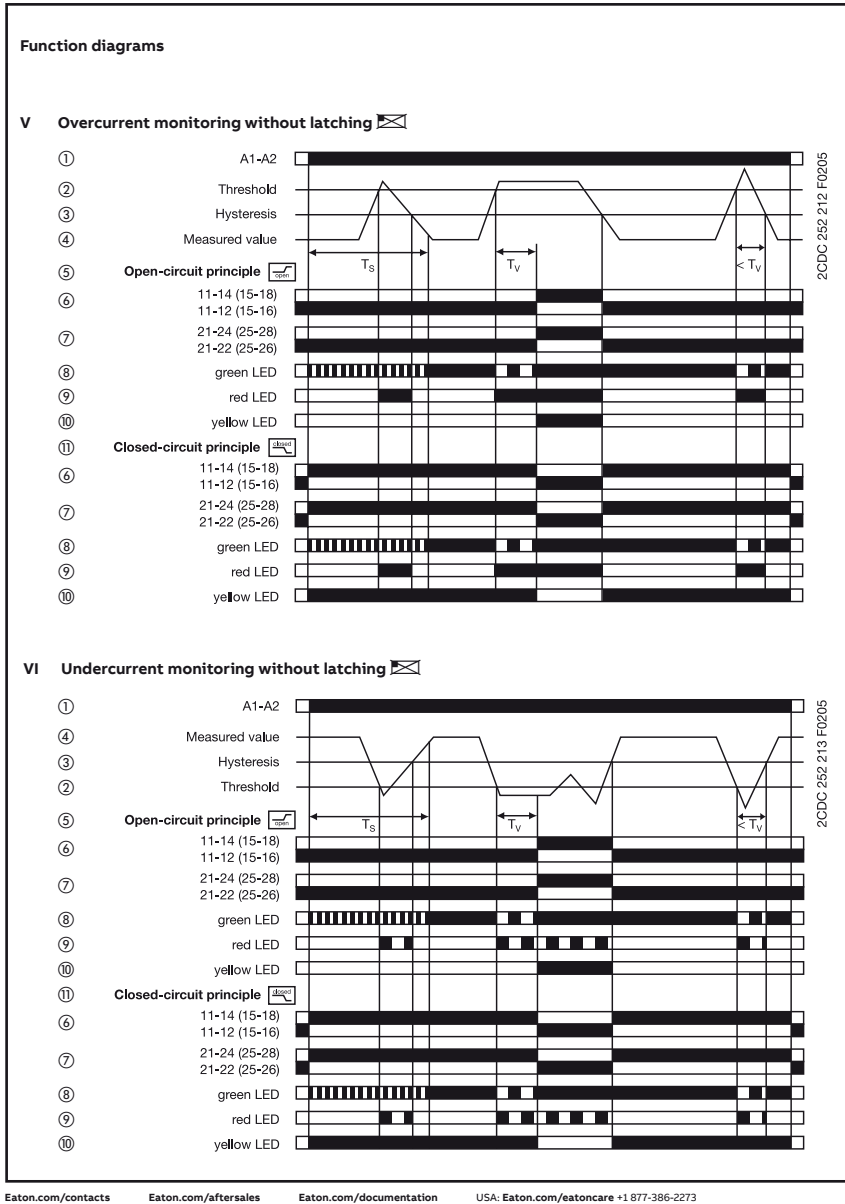 Function diagrams
V Overcurrent monitoring without latching
① A1-A2
② Threshold
③ Hysteresis
④ Measured value
TS TV < TV
⑤ Open-circuit principle open
⑥ 11-14 (15-18)
11-12 (15-16)
⑦ 21-24 (25-28)
21-22 (25-26)
⑧ green LED
⑨ red LED
⑩ yellow LED
⑪ Closed-circuit principle closed
⑥ 11-14 (15-18)
11-12 (15-16)
⑦ 21-24 (25-28)
21-22 (25-26)
⑧ green LED
⑨ red LED
⑩ yellow LED
2CDC 252 212 F0205
VI Undercurrent monitoring without latching
① A1-A2
④ Measured value
③ Hysteresis
② Threshold
⑤ Open-circuit principle open
TS TV < TV
⑥ 11-14 (15-18)
11-12 (15-16)
⑦ 21-24 (25-28)
21-22 (25-26)
⑧ green LED
⑨ red LED
⑩ yellow LED
⑪ Closed-circuit principle closed
⑥ 11-14 (15-18)
11-12 (15-16)
⑦ 21-24 (25-28)
21-22 (25-26)
⑧ green LED
⑨ red LED
⑩ yellow LED
2CDC 252 213 F0205
Eaton.com/contacts Eaton.com/aftersales Eaton.com/documentation USA: Eaton.com/eatoncare +1 877-386-2273